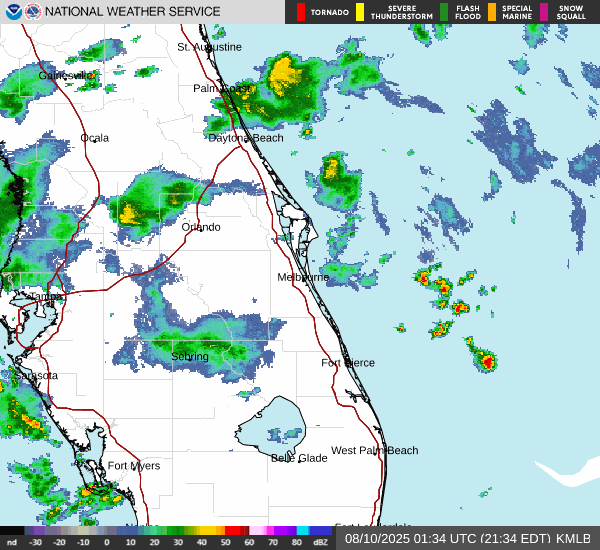 NATIONAL WEATHER SERVICE
TORNADO
SEVERE THUNDERSTORM
FLASH FLOOD
SPECIAL MARINE
SNOW SQUALL
St. Augustine
Gainesville
Palm Coast
Ocala
Daytona Beach
Orlando
Melbourne
Tampa
Sebring
Fort Pierce
Sarasota
West Palm Beach
Belle Glade
Fort Myers
nd -30 -20 -10 0 10 20 30 40 50 60 70 80 dBZ
08/10/2025 01:34 UTC (21:34 EDT) KMLB